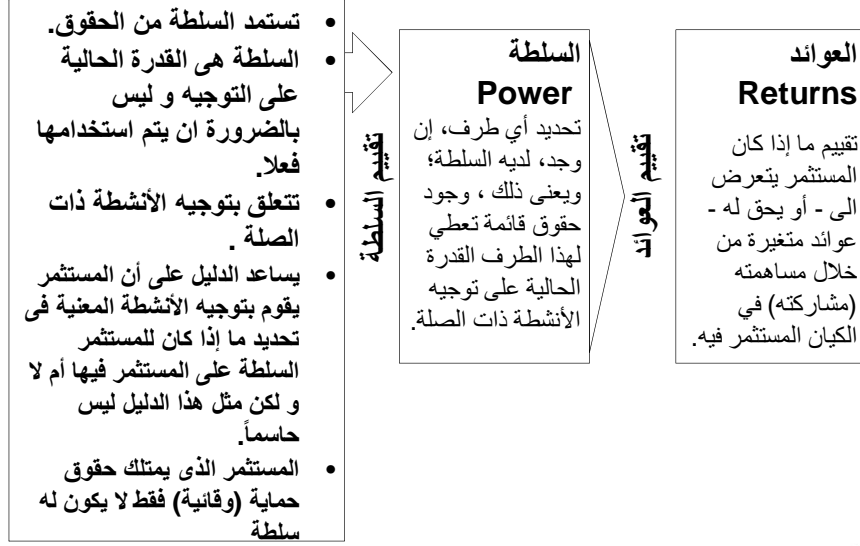 • تستمد السلطة من الحقوق.
• السلطة هى القدرة الحالية
على التوجيه و ليس
بالضرورة ان يتم استخدامها
فعلا.
• تتعلق بتوجيه الأنشطة ذات
الصلة .
• يساعد الدليل على أن المستثمر
يقوم بتوجيه الأنشطة المعنية فى
تحديد ما إذا كان للمستثمر
السلطة على المستثمر فيها أم لا
و لكن مثل هذا الدليل ليس
حاسماً.
• المستثمر الذى يمتلك حقوق
حماية (وقائية) فقط لا يكون له
سلطة
تقييم السلطة
السلطة
Power
تحديد أي طرف، إن
وجد، لديه السلطة؛
ويعنى ذلك ، وجود
حقوق قائمة تعطي
لهذا الطرف القدرة
الحالية على توجيه
الأنشطة ذات الصلة.
تقييم العوائد
العوائد
Returns
تقييم ما إذا كان
المستثمر يتعرض
الى - أو يحق له -
عوائد متغيرة من
خلال مساهمته
(مشاركته) في
الكيان المستثمر فيه.